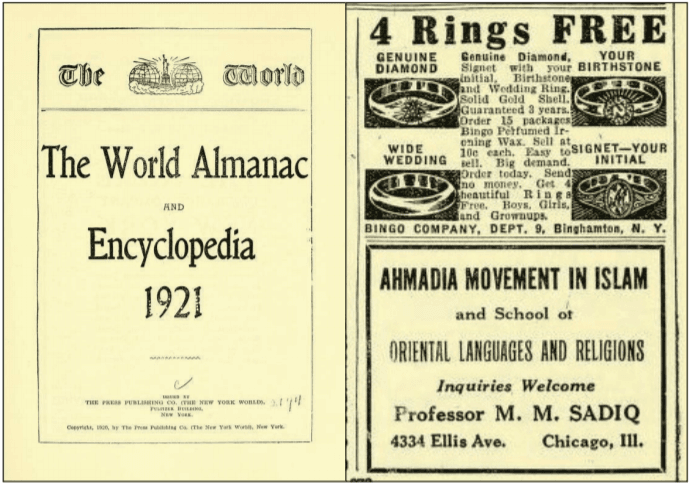 The World
The World Almanac
AND
Encyclopedia
1921
ISSUED BY
THE PRESS PUBLISHING CO. (THE NEW YORK WORLD),
PULITZER BUILDING,
NEW YORK.
Copyright, 1920, by The Press Publishing Co. (The New York World), New York.
4 Rings FREE
GENUINE
DIAMOND
Genuine Diamond,
Signet with your
initial, Birthstone
and Wedding Ring.
Solid Gold Shell.
Guaranteed 3 years.
Order 15 packages
Bingo Perfumed Ir-
oning Wax. Sell at
10c each. Easy to
sell. Big demand.
Order today. Send
no money. Get 4
beautiful Rings
Free. Boys, Girls,
and Grownups.
YOUR
BIRTHSTONE
WIDE
WEDDING
SIGNET—YOUR
INITIAL
BINGO COMPANY, DEPT. 9, Binghamton, N. Y.
AHMADIA MOVEMENT IN ISLAM
and School of
ORIENTAL LANGUAGES AND RELIGIONS
Inquiries Welcome
Professor M. M. SADIQ
4334 Ellis Ave. Chicago, Ill.